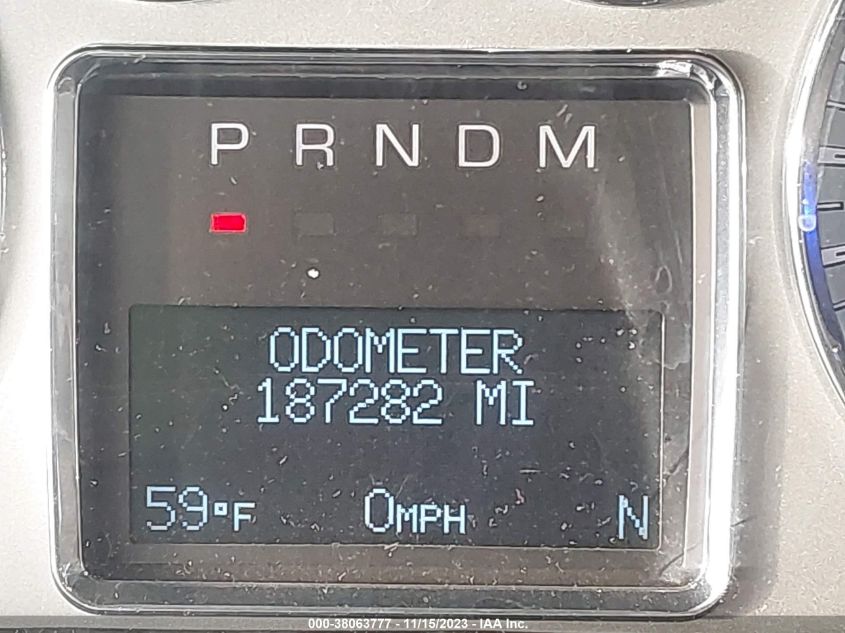 P R N D M
ODOMETER
187282 MI
59°F 0MPH N
000-38063777 - 11/15/2023 - IAA Inc.